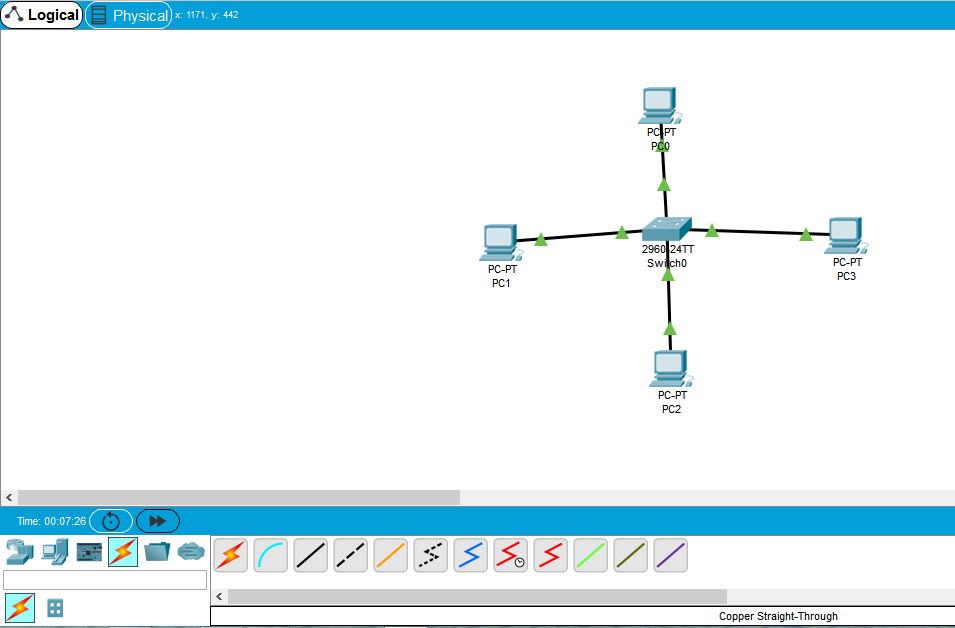 Logical
Physical
x: 1171, y: 442
PC-PT
PC0
2960-24TT
Switch0
PC-PT
PC1
PC-PT
PC3
PC-PT
PC2
Time: 00:07:26
Copper Straight-Through